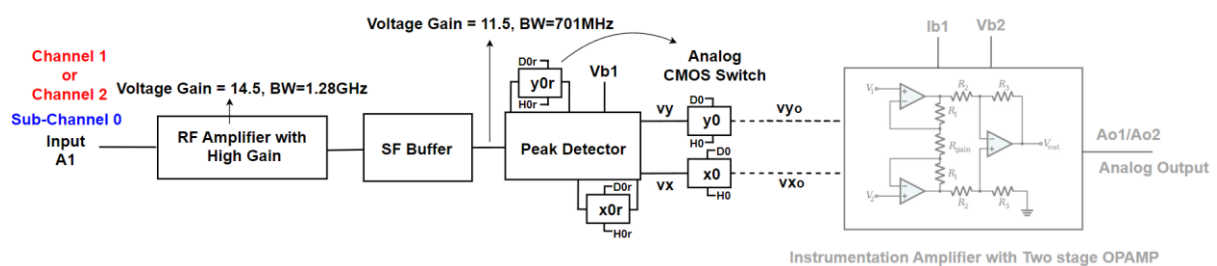 Voltage Gain = 11.5, BW=701MHz
Ib1
Vb2
Channel 1
or
Channel 2
Sub-Channel 0
Input
A1
Voltage Gain = 14.5, BW=1.28GHz
RF Amplifier with
High Gain
SF Buffer
D0r
y0r
H0r
Vb1
Analog
CMOS Switch
Peak Detector
D0r
x0r
H0r
vy
D0
y0
H0
vyo
vx
D0
x0
H0
vxo
V1
R1
Rgain
R1
V2
R2
R3
R2
R3
Vout
Ao1/Ao2
Analog Output
Instrumentation Amplifier with Two stage OPAMP